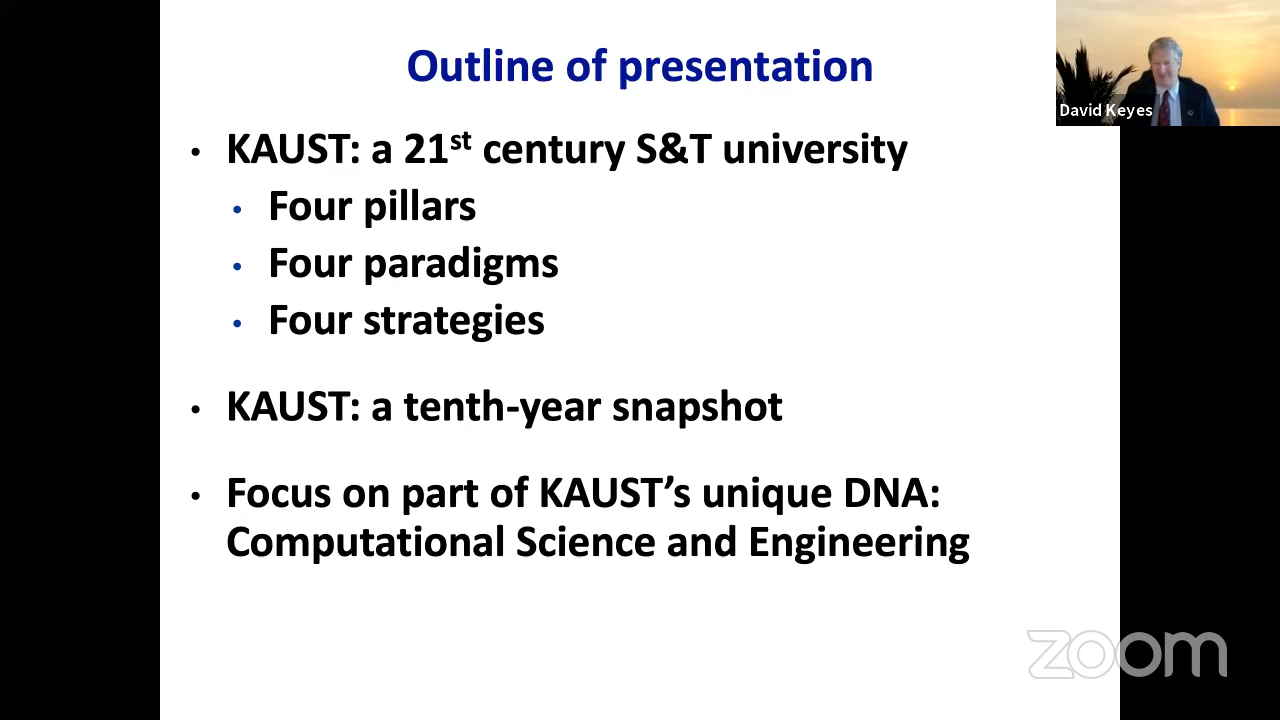 Outline of presentation
David Keyes
• KAUST: a 21st century S&T university
• Four pillars
• Four paradigms
• Four strategies
• KAUST: a tenth-year snapshot
• Focus on part of KAUST’s unique DNA:
Computational Science and Engineering
zoom